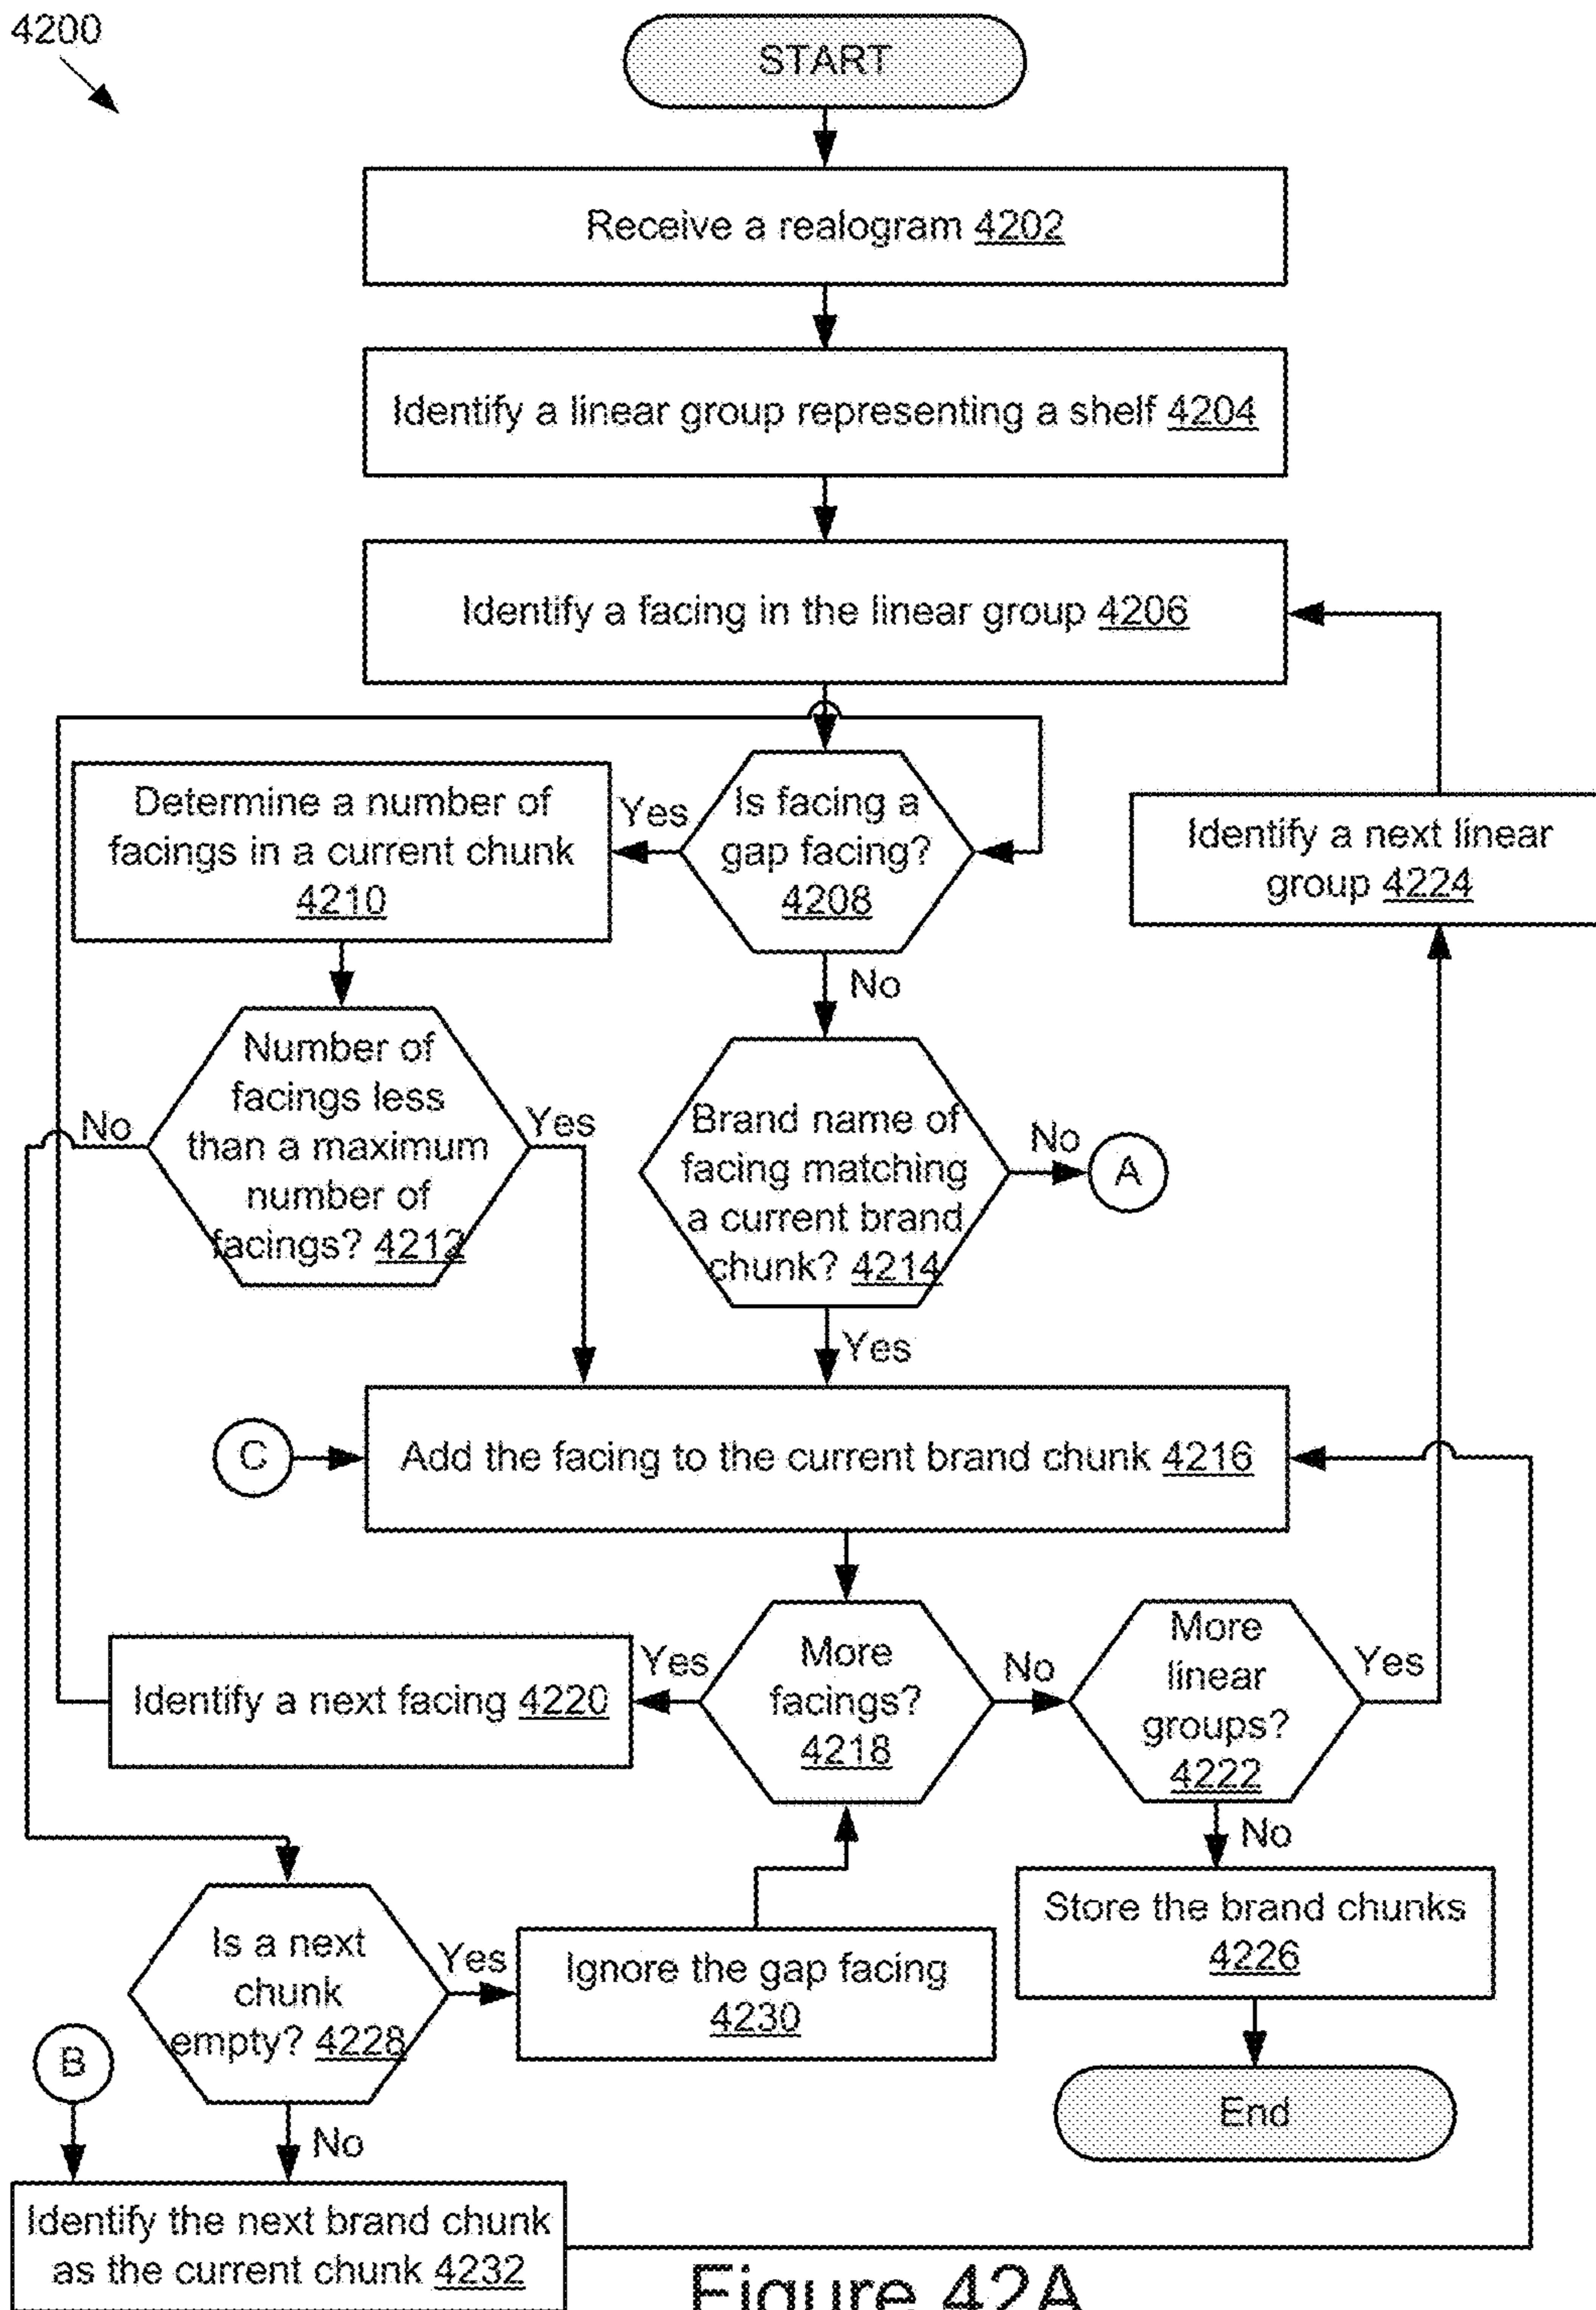 4200
START
Receive a realogram 4202
Identify a linear group representing a shelf 4204
Identify a facing in the linear group 4206
Determine a number of
facings in a current chunk
4210
Yes
Is facing a
gap facing?
4208
Identify a next linear
group 4224
No
Number of
facings less
than a maximum
number of
facings? 4212
No
Yes
Brand name of
facing matching
a current brand
chunk? 4214
No
A
Yes
C
Add the facing to the current brand chunk 4216
Identify a next facing 4220
Yes
More
facings?
4218
No
More
linear
groups?
4222
Yes
No
Is a next
chunk
empty? 4228
Yes
Ignore the gap facing
4230
Store the brand chunks
4226
B
No
End
Identify the next brand chunk
as the current chunk 4232
Figure 42A